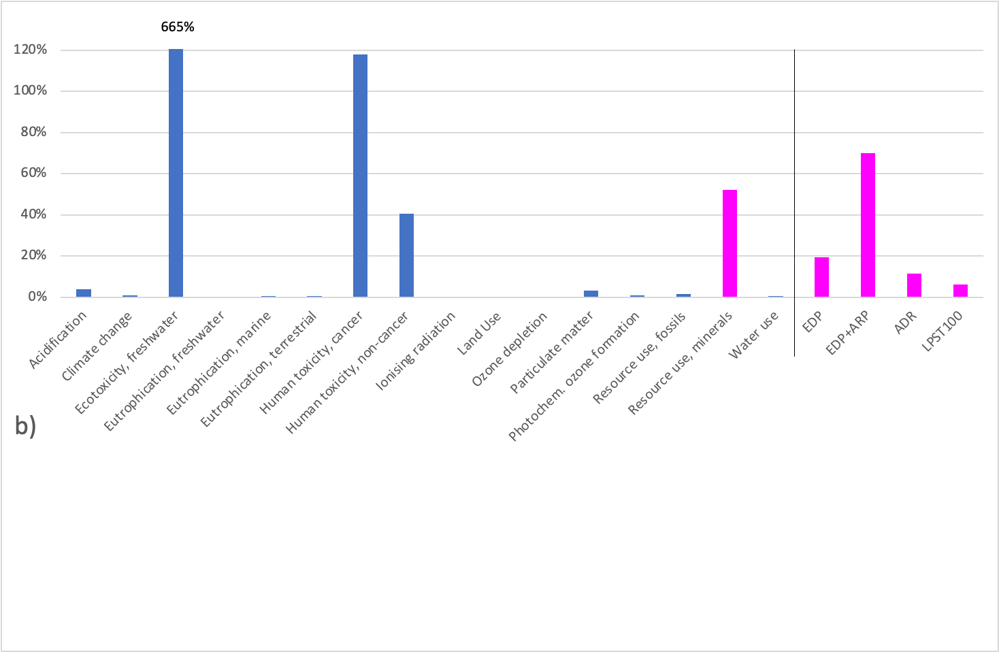 665%
120%
100%
80%
60%
40%
20%
0%
Acidification
Climate change
Ecotoxicity, freshwater
Eutrophication, freshwater
Eutrophication, marine
Eutrophication, terrestrial
Human toxicity, cancer
Human toxicity, non-cancer
Ionising radiation
Land Use
Ozone depletion
Particulate matter
Photochem. ozone formation
Resource use, fossils
Resource use, minerals
Water use
EDP
EDP+ARP
ADR
LPST100
b)